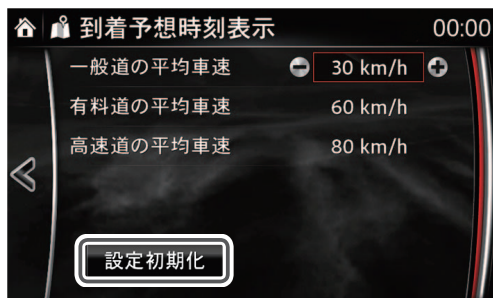 到着予想時刻表示 00:00
一般道の平均車速 30 km/h
有料道の平均車速 60 km/h
高速道の平均車速 80 km/h
設定初期化